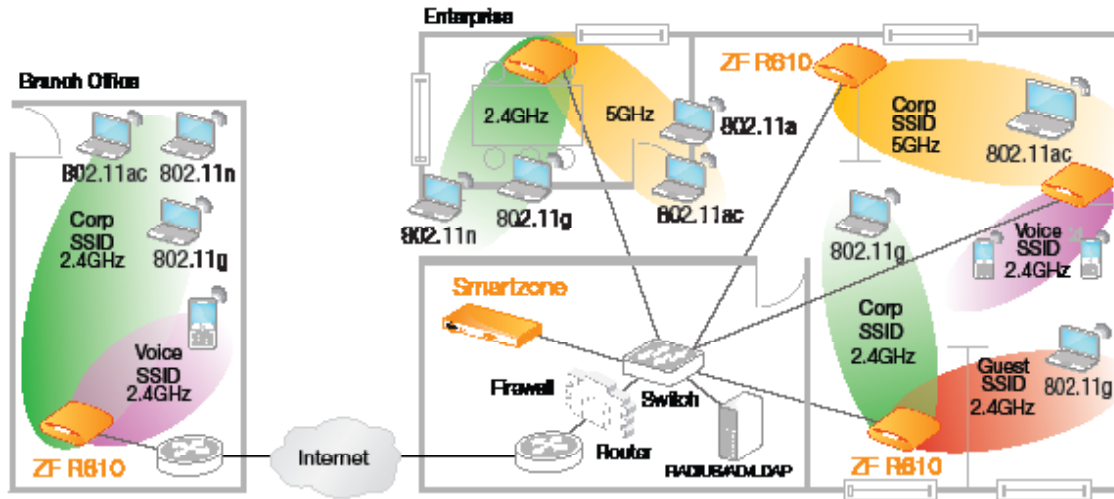 Branch Office
802.11ac
802.11n
Corp
SSID
2.4GHz
802.11g
Voice
SSID
2.4GHz
ZF R610
Internet
Enterprise
2.4GHz
5GHz
802.11a
802.11n
802.11g
802.11ac
ZF R610
Corp
SSID
5GHz
802.11ac
802.11g
Voice
SSID
2.4GHz
Smartzone
Firewall
Switch
Router
RADIUS/AD/LDAP
Corp
SSID
2.4GHz
Guest
SSID
2.4GHz
802.11g
ZF R610